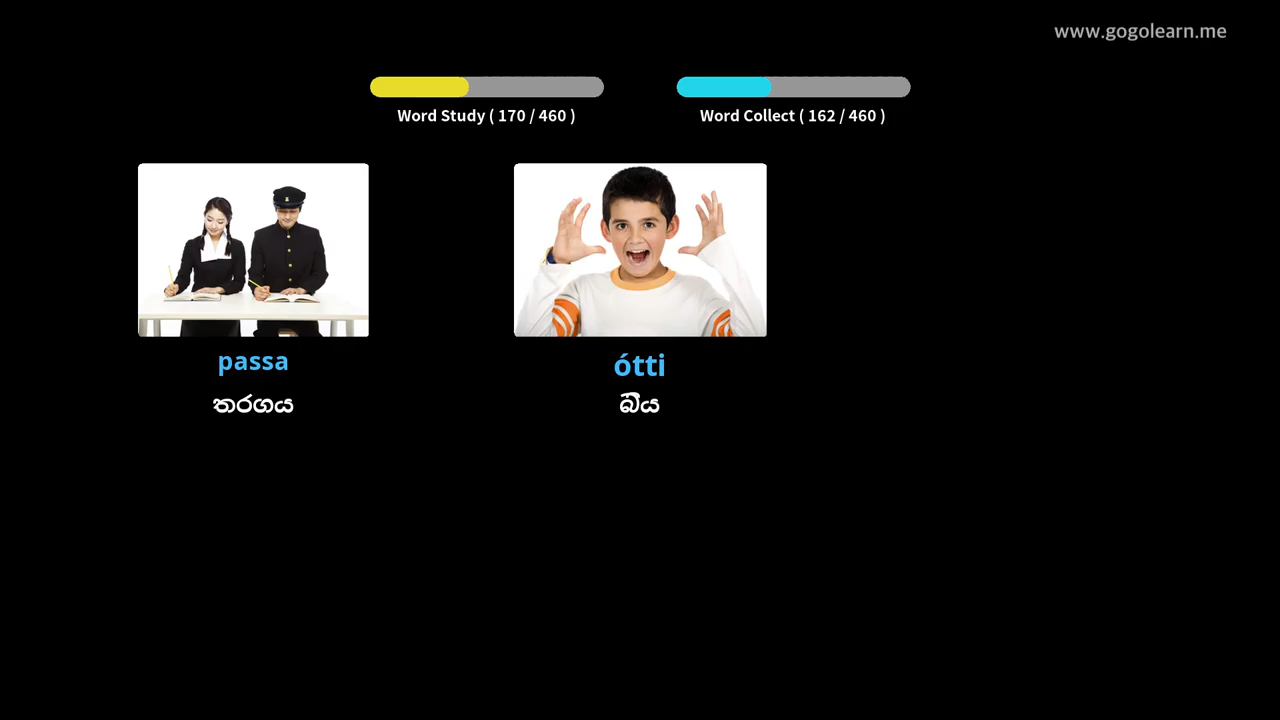 www.gogolearn.me
Word Study ( 170 / 460 )
Word Collect ( 162 / 460 )
passa
තරගය
ótti
බිය